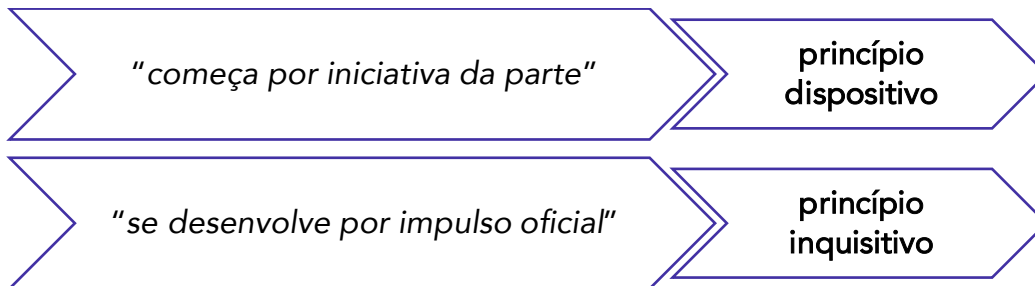 “começa por iniciativa da parte”
princípio
dispositivo
“se desenvolve por impulso oficial”
princípio
inquisitivo